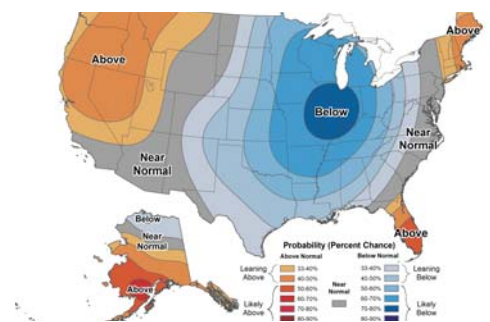 Above
Above
Below
Near
Normal
Near
Normal
Below
Near
Normal
Above
Above
Probability (Percent Chance)
Above Normal
Below Normal
Leaning
Above
33-40%
40-50%
Likely
Above
50-60%
60-70%
70-80%
80-90%
Near
Normal
33-40%
40-50%
Leaning
Below
50-60%
60-70%
70-80%
80-90%
Likely
Below